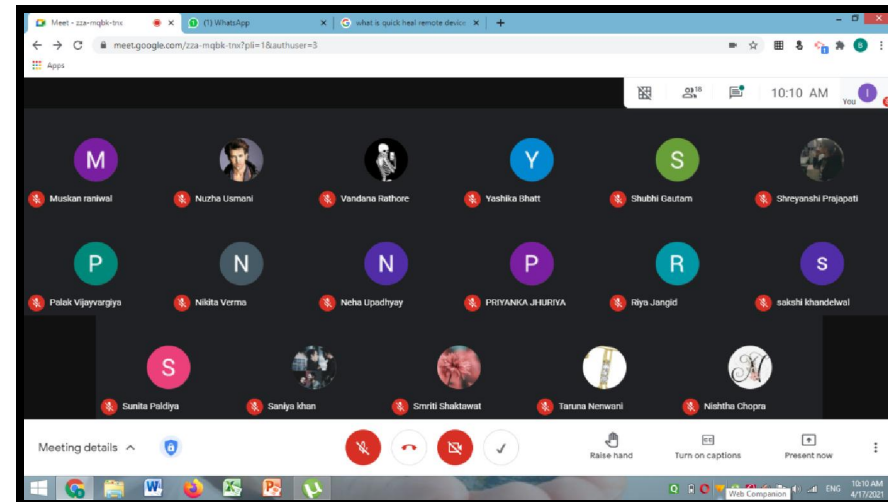 Meet - zza-mqbk-tnx
(1) WhatsApp
what is quick heal remote device
meet.google.com/zza-mqbk-tnx?pli=1&authuser=3
B
Apps
18
10:10 AM
You
I
M
Y
S
Muskan raniwal
Nuzha Usmani
Vandana Rathore
Yashika Bhatt
Shubhi Gautam
Shreyanshi Prajapati
P
N
N
P
R
s
Palak Vijayvargiya
Nikita Verma
Neha Upadhyay
PRIYANKA JHURIYA
Riya Jangid
sakshi khandelwal
S
Sunita Paldiya
Saniya khan
Smriti Shaktawat
Taruna Nenwani
Nishtha Chopra
Meeting details
Raise hand
Turn on captions
Present now
Web Companion
ENG
10:10 AM
4/17/2021